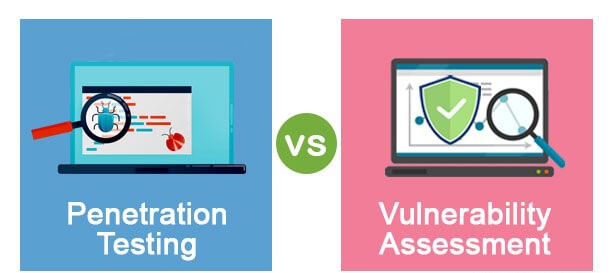 Penetration
Testing
vs
Vulnerability
Assessment